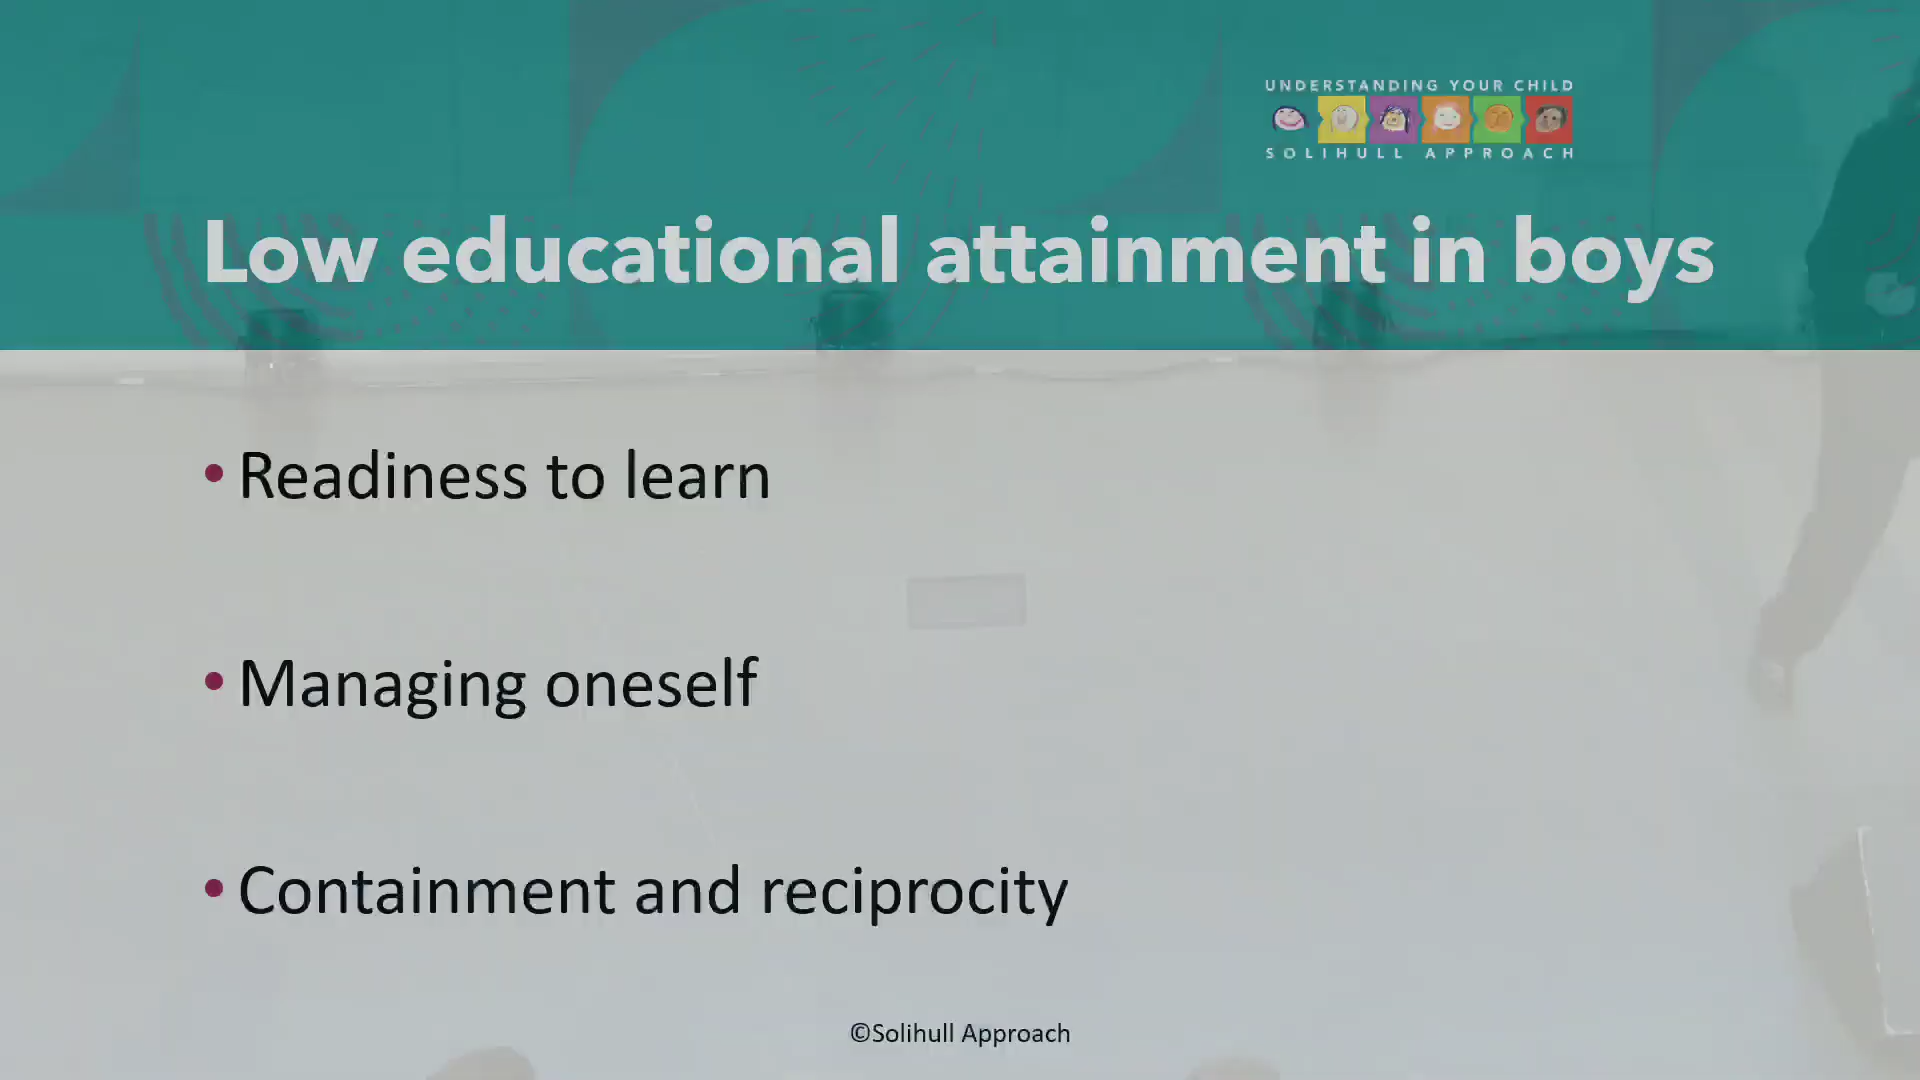 UNDERSTANDING YOUR CHILD
SOLIHULL APPROACH
Low educational attainment in boys
• Readiness to learn
• Managing oneself
• Containment and reciprocity
©Solihull Approach